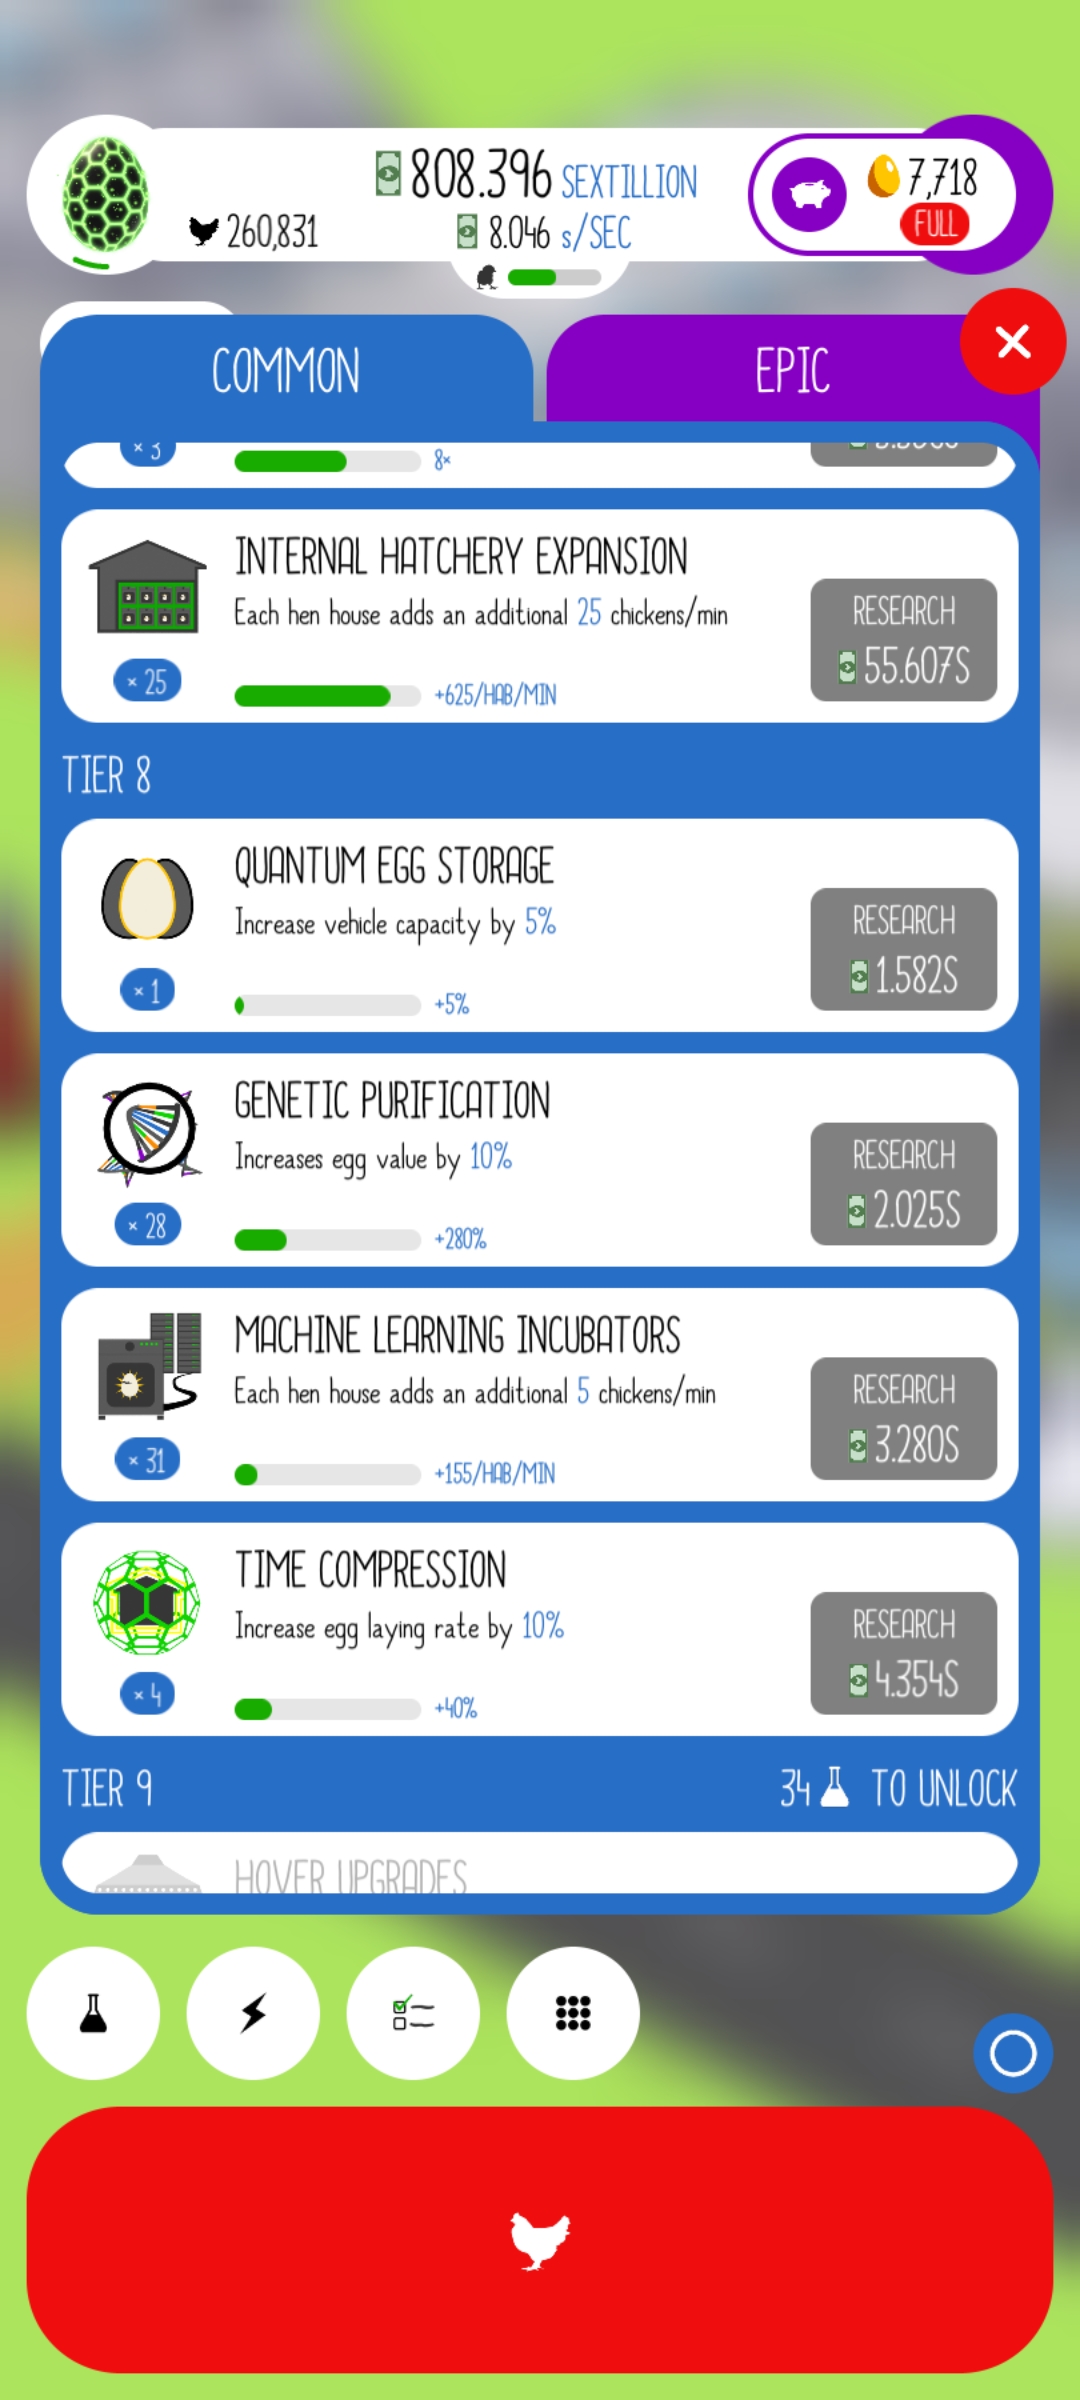 808.396 SEXTILLION
260,831
8.046 s/SEC
7,718
FULL
COMMON
EPIC
× 3
8×
INTERNAL HATCHERY EXPANSION
Each hen house adds an additional 25 chickens/min
RESEARCH
55.607S
× 25
+625/HAB/MIN
TIER 8
QUANTUM EGG STORAGE
Increase vehicle capacity by 5%
RESEARCH
1.582S
× 1
+5%
GENETIC PURIFICATION
Increases egg value by 10%
RESEARCH
2.025S
× 28
+280%
MACHINE LEARNING INCUBATORS
Each hen house adds an additional 5 chickens/min
RESEARCH
3.280S
× 31
+155/HAB/MIN
TIME COMPRESSION
Increase egg laying rate by 10%
RESEARCH
4.354S
× 4
+40%
TIER 9
34 TO UNLOCK
HOVER UPGRADES